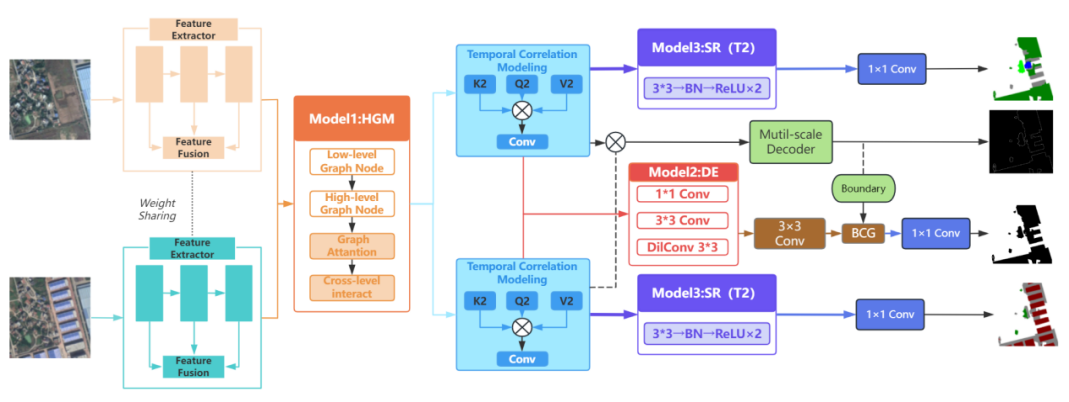 Feature
Extractor
Feature
Fusion
Weight
Sharing
Feature
Extractor
Feature
Fusion
Model1:HGM
Low-level
Graph Node
High-level
Graph Node
Graph
Attantion
Cross-level
interact
Temporal Correlation
Modeling
K2 Q2 V2
Conv
Model3:SR (T2)
3*3→BN→ReLU×2
1×1 Conv
Mutil-scale
Decoder
Model2:DE
1*1 Conv
3*3 Conv
DilConv 3*3
Boundary
3×3
Conv
BCG
1×1 Conv
Temporal Correlation
Modeling
K2 Q2 V2
Conv
Model3:SR (T2)
3*3→BN→ReLU×2
1×1 Conv